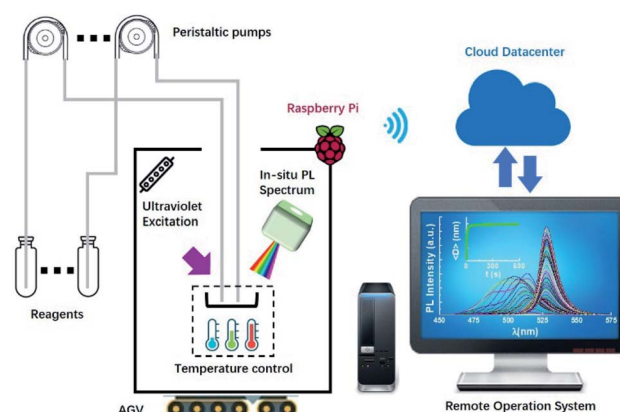 Peristaltic pumps
Cloud Datacenter
Raspberry Pi
In-situ PL
Spectrum
Ultraviolet
Excitation
Reagents
Temperature control
AGV
PL Intensity (a.u.)
<D> (nm)
0 300 600
t (s)
450 475 500 525 550 575
λ(nm)
Remote Operation System